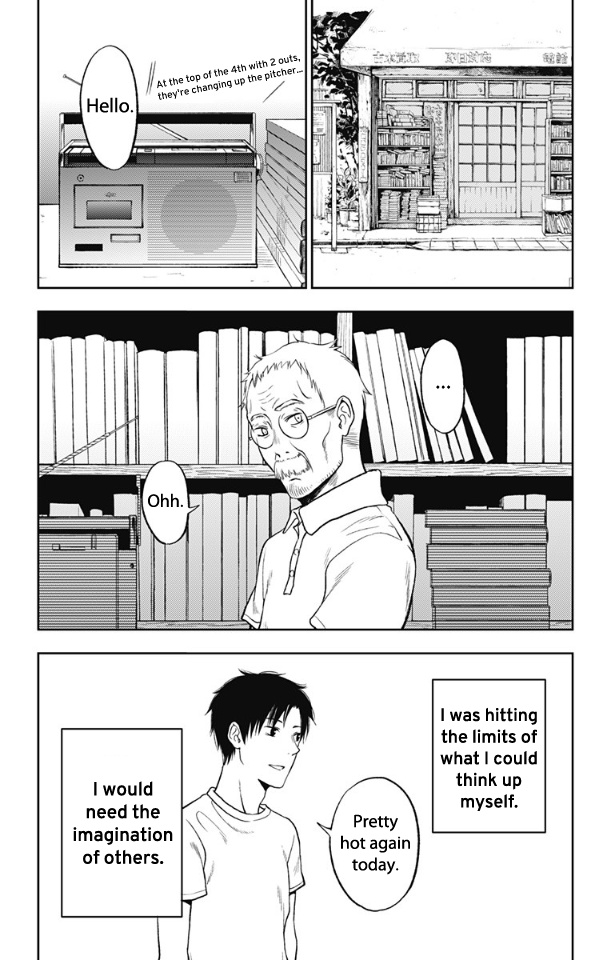 At the top of the 4th with 2 outs,
they're changing up the pitcher...
Hello.
...
Ohh.
I was hitting
the limits of
what I could
think up
myself.
Pretty
hot again
today.
I would
need the
imagination
of others.